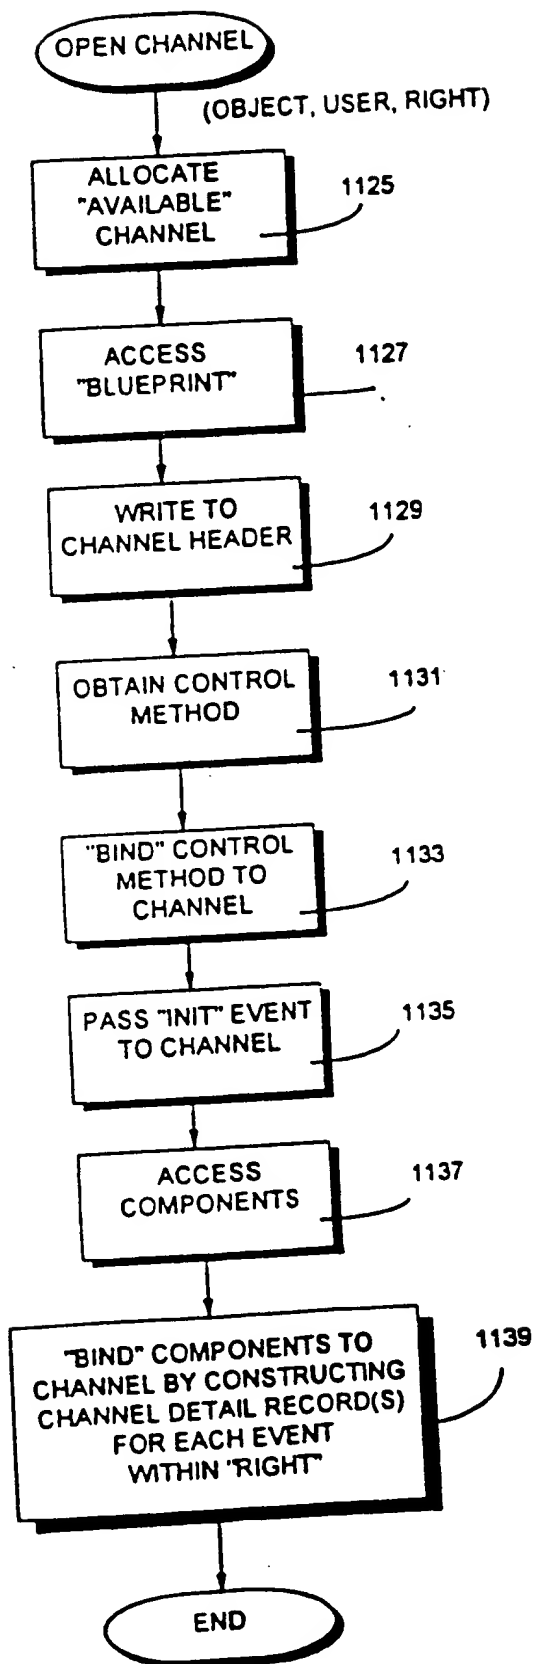 OPEN CHANNEL
(OBJECT, USER, RIGHT)
ALLOCATE
"AVAILABLE"
CHANNEL
1125
ACCESS
"BLUEPRINT"
1127
WRITE TO
CHANNEL HEADER
1129
OBTAIN CONTROL
METHOD
1131
"BIND" CONTROL
METHOD TO
CHANNEL
1133
PASS "INIT" EVENT
TO CHANNEL
1135
ACCESS
COMPONENTS
1137
"BIND" COMPONENTS TO
CHANNEL BY CONSTRUCTING
CHANNEL DETAIL RECORD(S)
FOR EACH EVENT
WITHIN "RIGHT"
1139
END